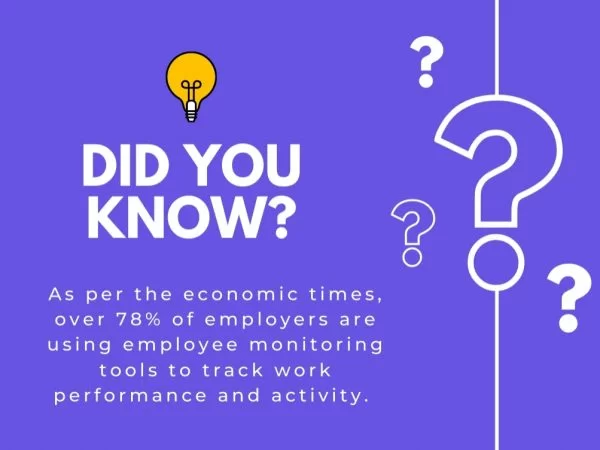 DID YOU
KNOW?
As per the economic times,
over 78% of employers are
using employee monitoring
tools to track work
performance and activity.
?
?
?
?